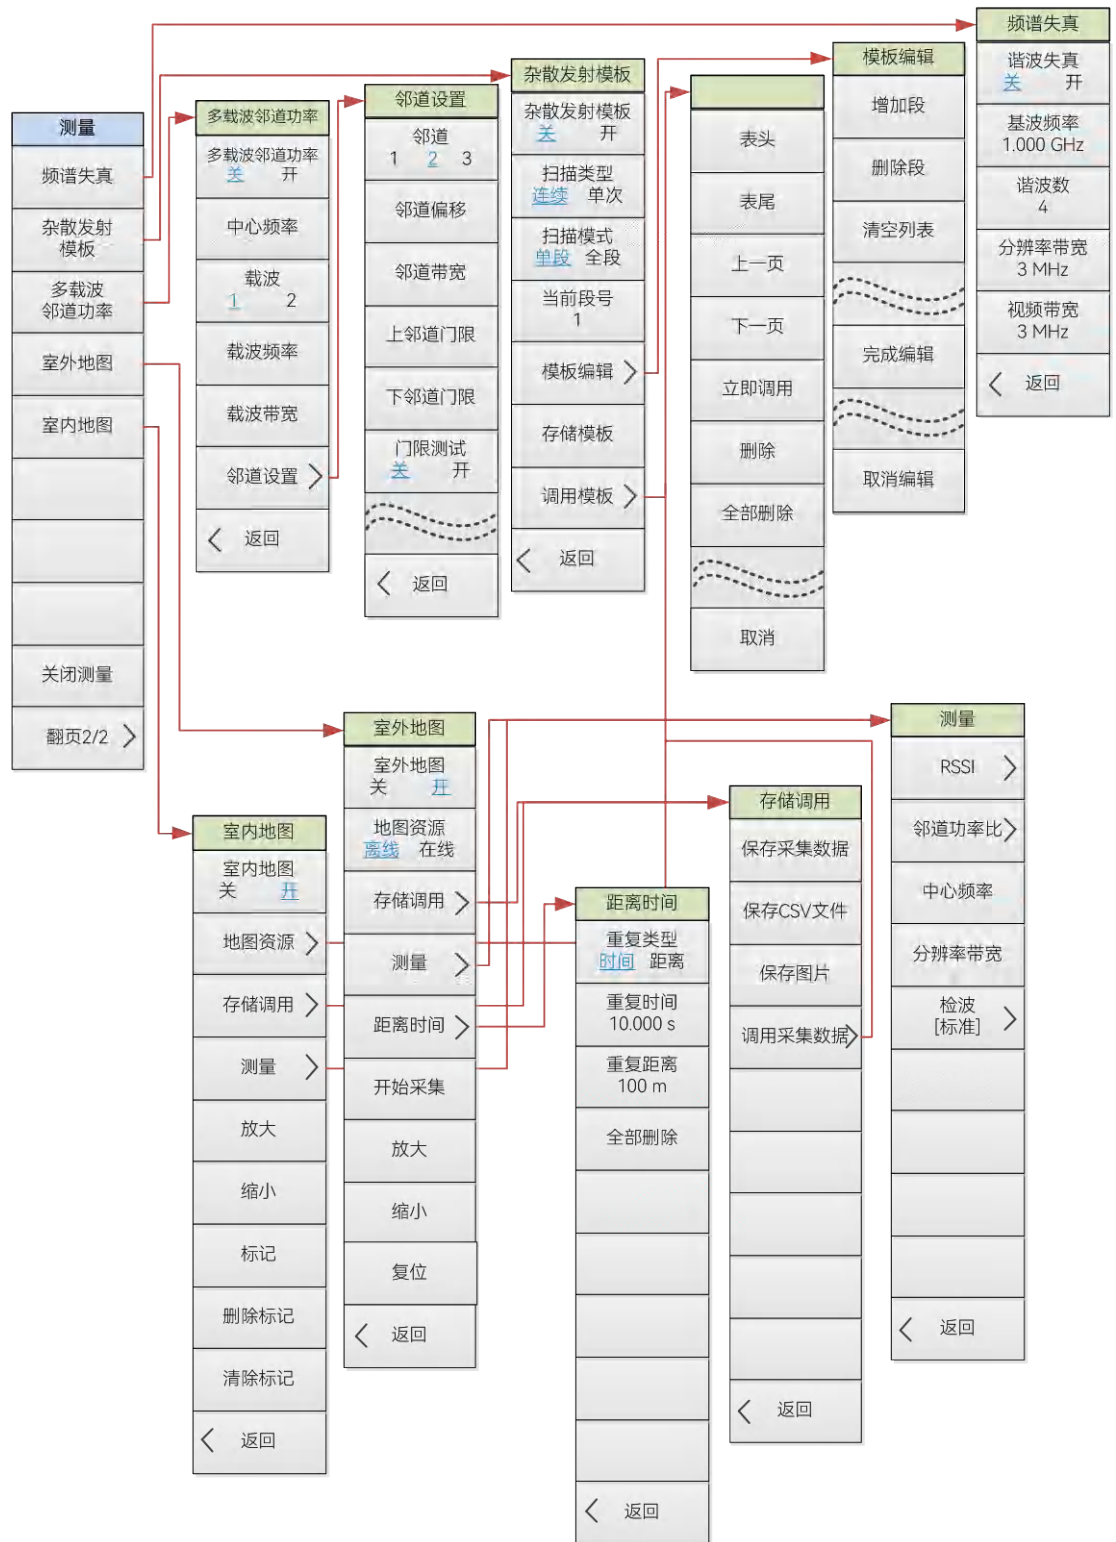 测量
频谱失真
杂散发射
模板
多载波
邻道功率
室外地图
室内地图
关闭测量
翻页2/2
多载波邻道功率
多载波邻道功率
关 开
中心频率
载波
1 2
载波频率
载波带宽
邻道设置
返回
邻道设置
邻道
1 2 3
邻道偏移
邻道带宽
上邻道门限
下邻道门限
门限测试
关 开
返回
杂散发射模板
杂散发射模板
关 开
扫描类型
连续 单次
扫描模式
单段 全段
当前段号
1
模板编辑
存储模板
调用模板
返回
表头
表尾
上一页
下一页
立即调用
删除
全部删除
取消
模板编辑
增加段
删除段
清空列表
完成编辑
取消编辑
频谱失真
谐波失真
关 开
基波频率
1.000 GHz
谐波数
4
分辨率带宽
3 MHz
视频带宽
3 MHz
返回
室内地图
室内地图
关 开
地图资源
存储调用
测量
放大
缩小
标记
删除标记
清除标记
返回
室外地图
室外地图
关 开
地图资源
离线 在线
存储调用
测量
距离时间
开始采集
放大
缩小
复位
返回
距离时间
重复类型
时间 距离
重复时间
10.000 s
重复距离
100 m
全部删除
返回
存储调用
保存采集数据
保存CSV文件
保存图片
调用采集数据
返回
测量
RSSI
邻道功率比
中心频率
分辨率带宽
检波
[标准]
返回